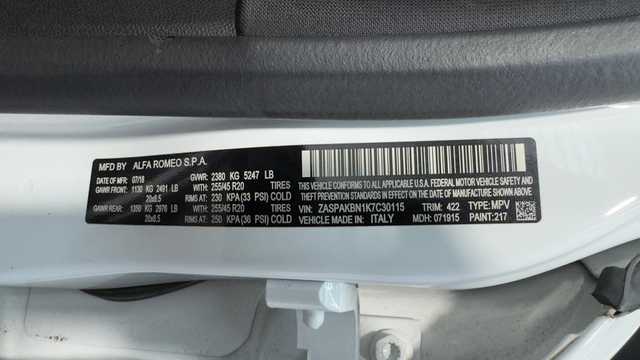 MFD BY ALFA ROMEO S.P.A.
DATE OF MFR: 07/18 GVWR: 2380 KG 5247 LB
GAWR FRONT: 1130 KG 2491 LB WITH 255/45 R20 TIRES
20x8.5 RIMS AT: 230 KPA(33 PSI) COLD
GAWR REAR: 1350 KG 2976 LB WITH 255/45 R20 TIRES
20x8.5 RIMS AT: 250 KPA(36 PSI) COLD
THIS VEHICLE CONFORMS TO ALL APPLICABLE
U.S.A. FEDERAL MOTOR VEHICLE SAFETY,
BUMPER, AND THEFT PREVENTION STANDARDS IN EFFECT ON
THE DATE OF MANUFACTURE SHOWN ABOVE
VIN: ZASPAKBN1K7C30115 TYPE: MPV
VEHICLE MADE IN: ITALY TRIM: 422
MDH: 071915 PAINT:217